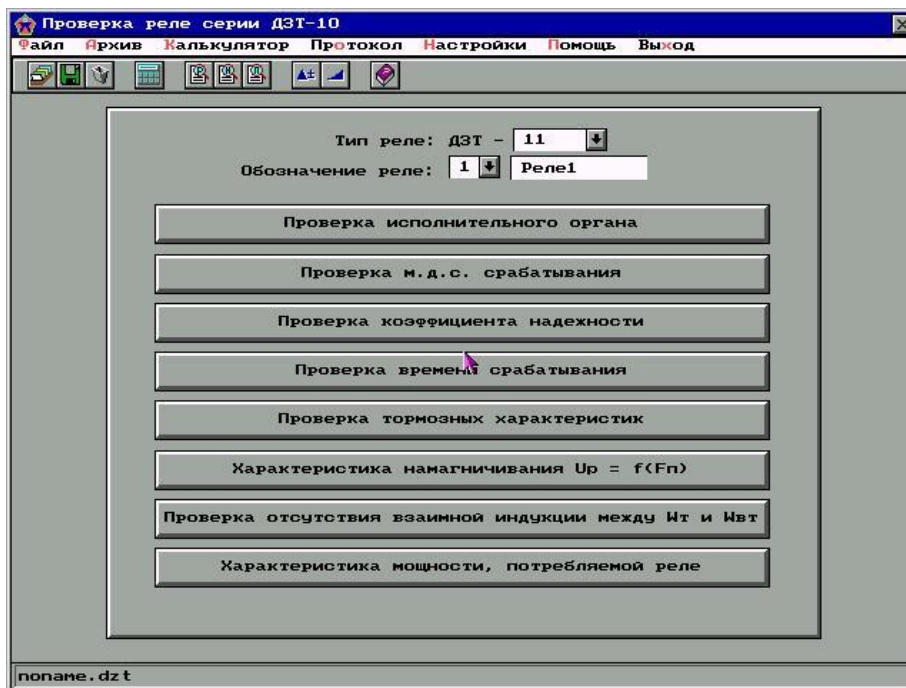 Проверка реле серии ДЗТ-10
Файл Архив Калькулятор Протокол Настройки Помощь Выход
Тип реле: ДЗТ - 11
Обозначение реле: 1 Реле1
Проверка исполнительного органа
Проверка м.д.с. срабатывания
Проверка коэффициента надежности
Проверка времени срабатывания
Проверка тормозных характеристик
Характеристика намагничивания Uр = f(Fп)
Проверка отсутствия взаимной индукции между Wт и Wвт
Характеристика мощности, потребляемой реле
noname.dzt